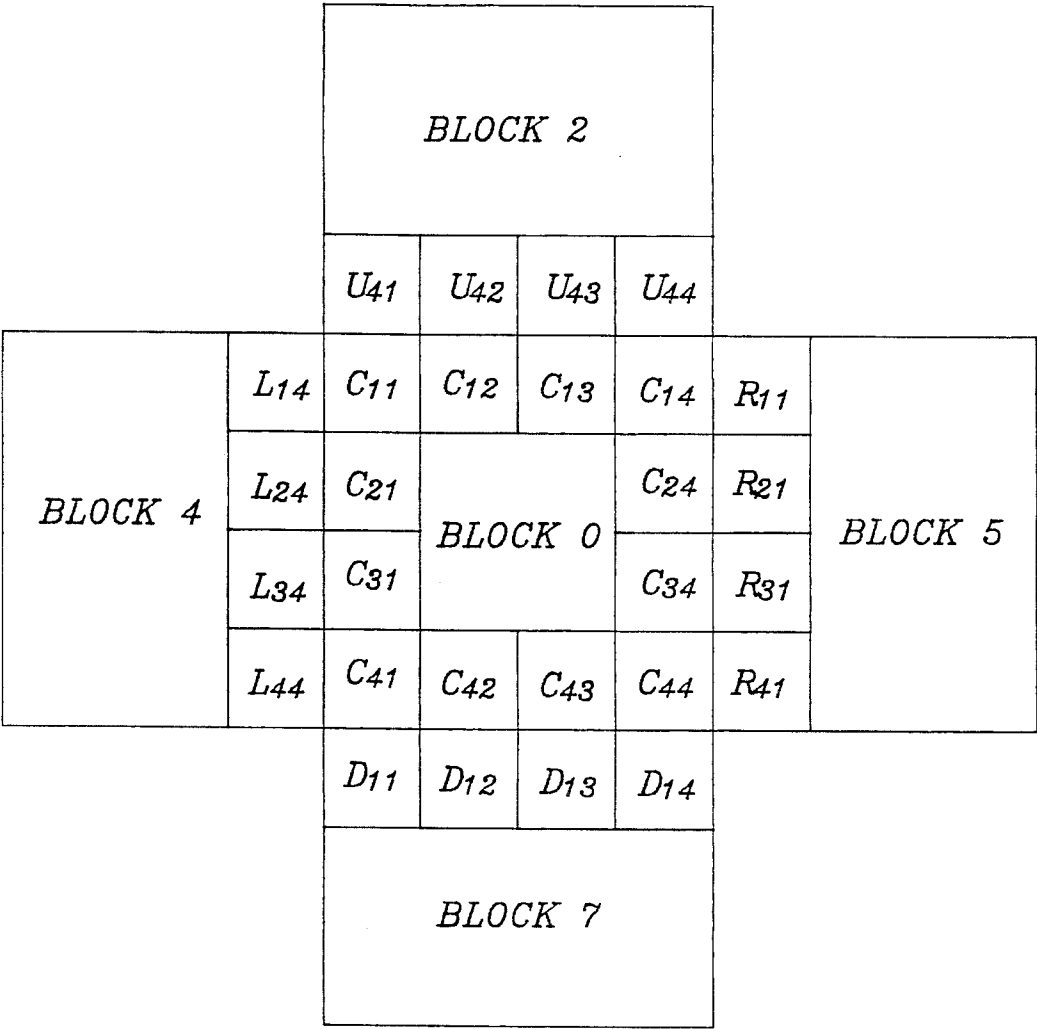 BLOCK 2
U41 U42 U43 U44
L14 C11 C12 C13 C14 R11
L24 C21 C24 R21
BLOCK 4 BLOCK 0 BLOCK 5
L34 C31 C34 R31
L44 C41 C42 C43 C44 R41
D11 D12 D13 D14
BLOCK 7